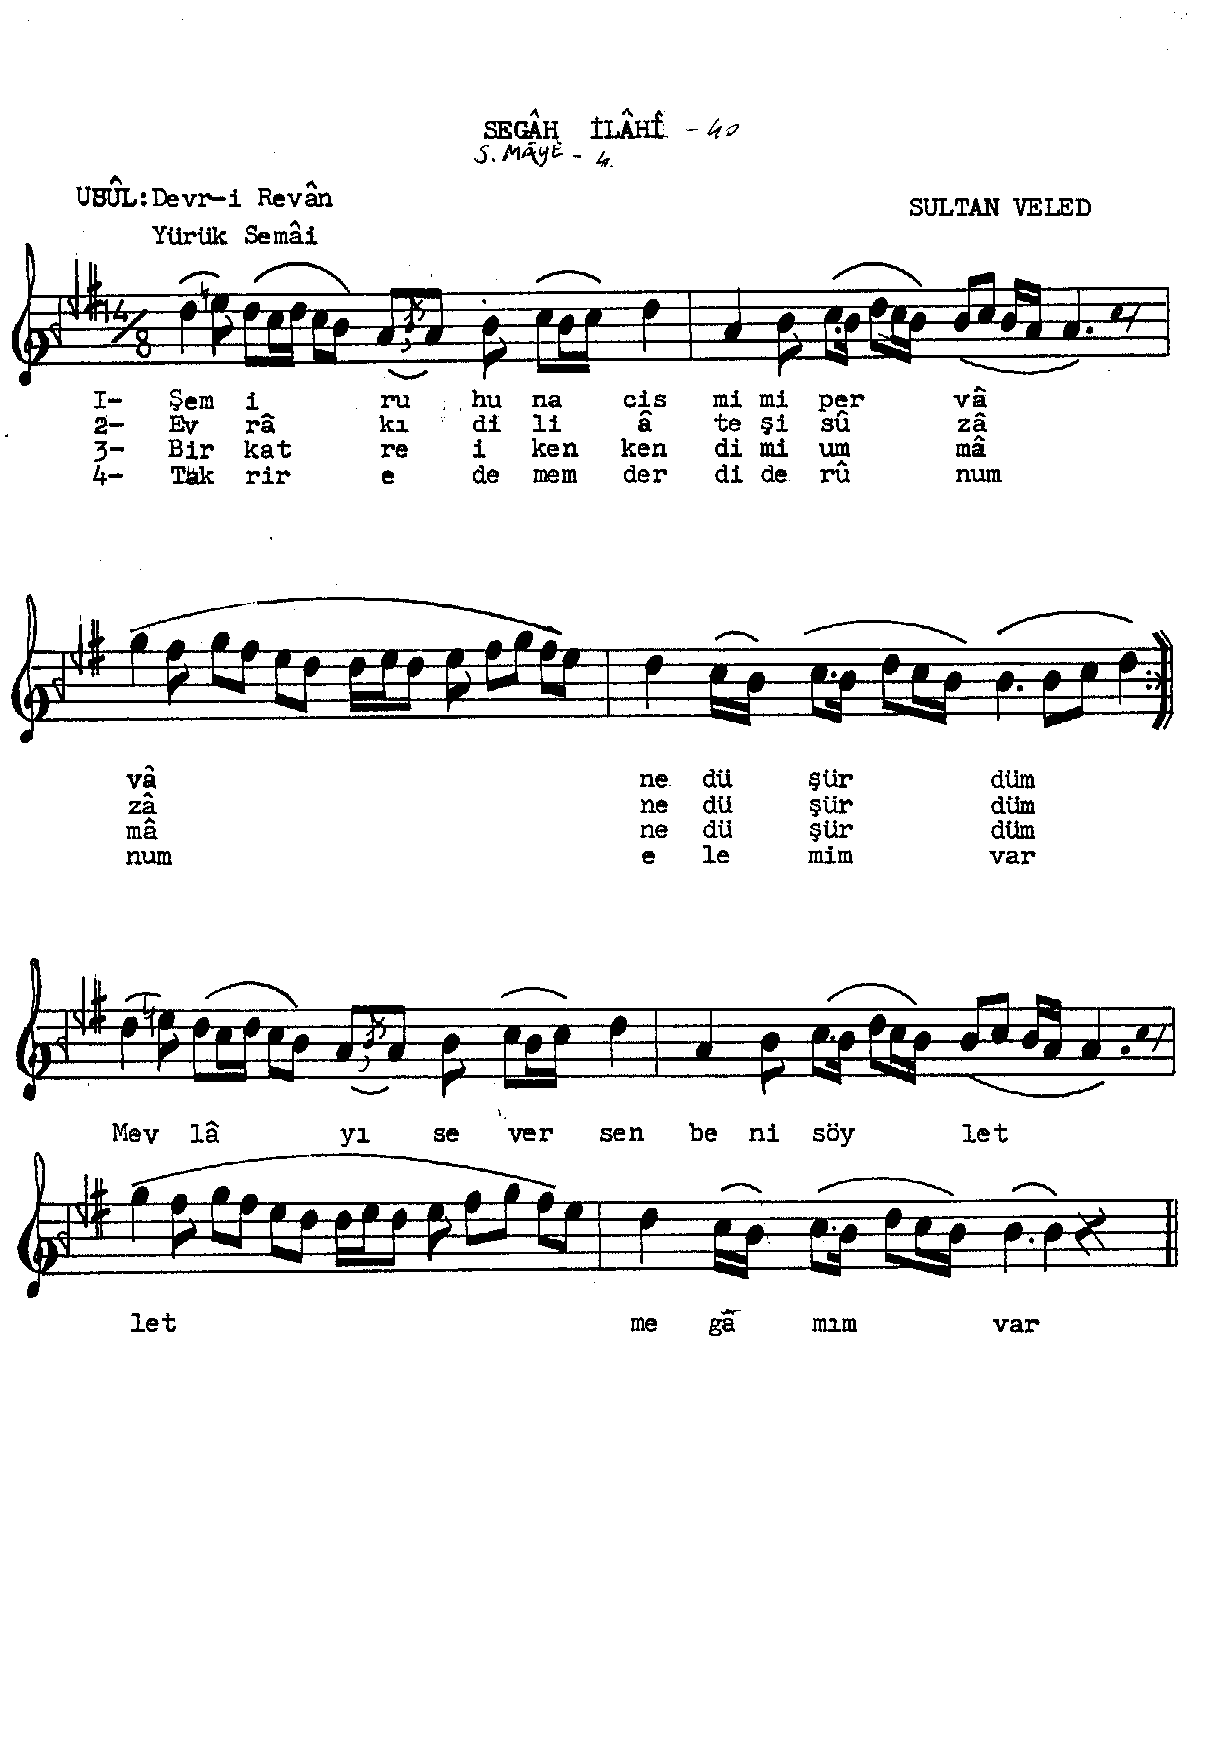 SEGÂH İLÂHÎ - 40
S. MÂYE - 4.
USÛL: Devr-i Revân
SULTAN VELED
Yürük Semâi
4/8
1- Şem i ru hu na cis mi mi per vâ
2- Ev râ kı di li â te şi sû zâ
3- Bir kat re i ken ken di mi um mâ
4- Tak rir e de mem der di de rû num
vâ ne dü şür düm
zâ ne dü şür düm
mâ ne dü şür düm
num e le mim var
Mev lâ yı se ver sen be ni söy let
let me gâ mım var